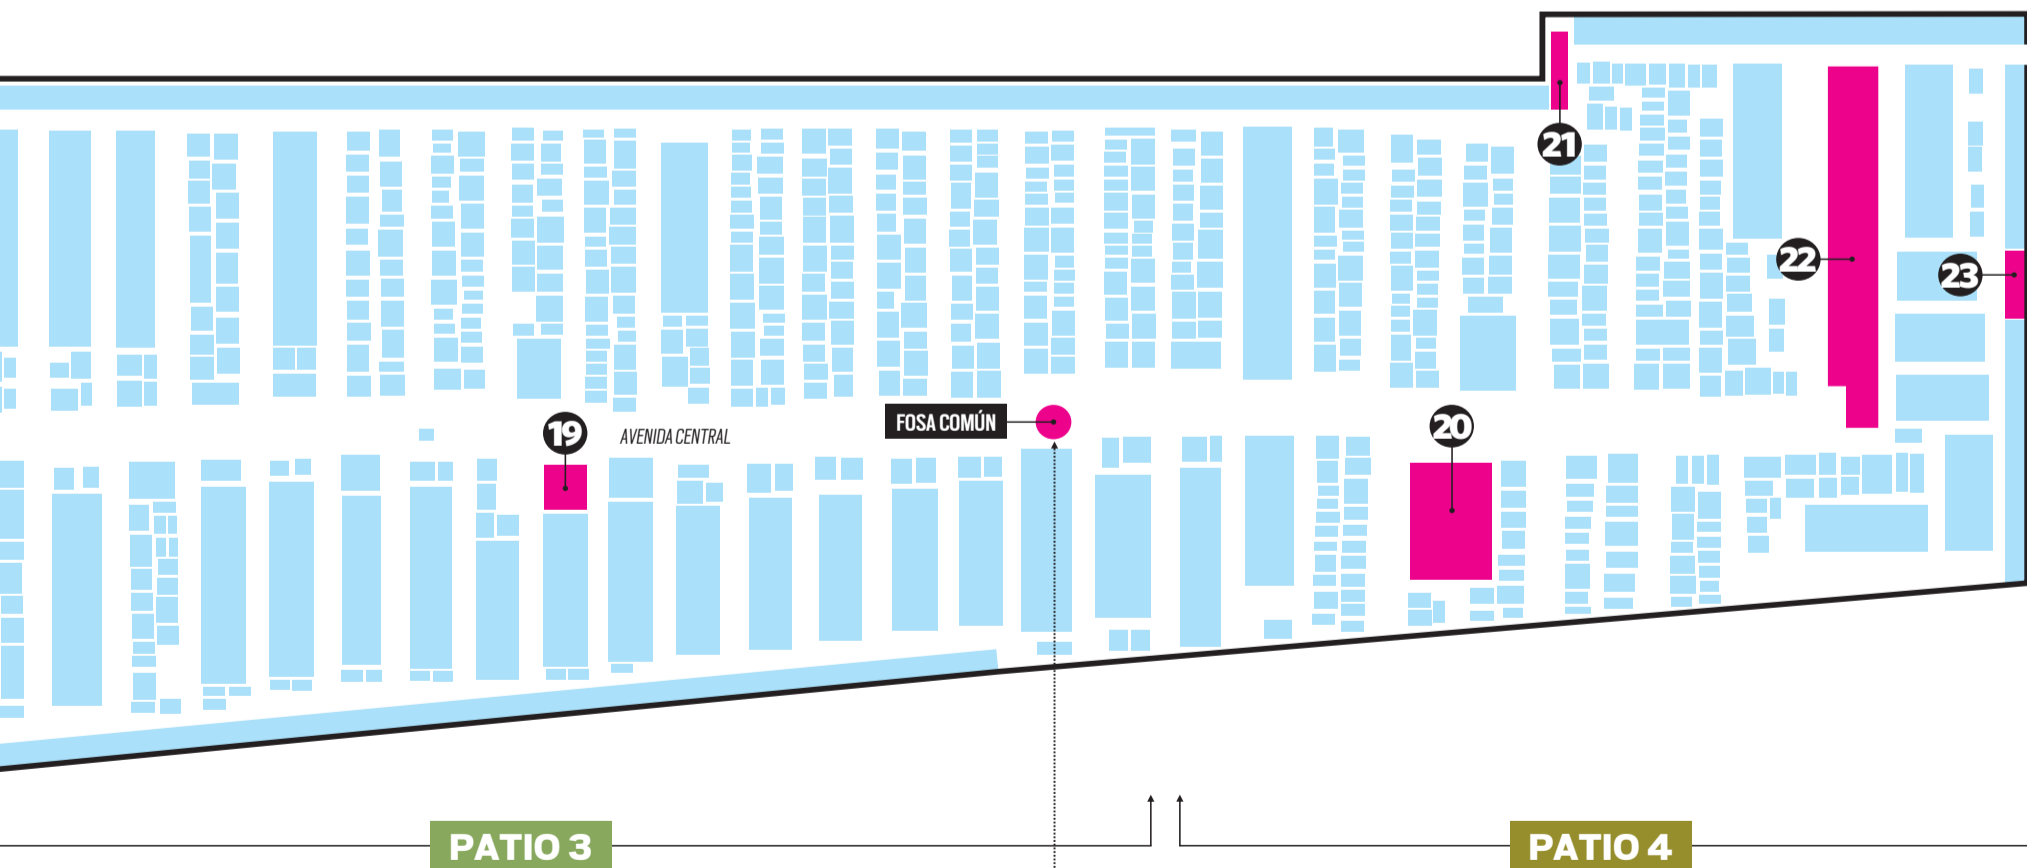 21
22
23
FOSA COMÚN
19
AVENIDA CENTRAL
20
PATIO 3
PATIO 4